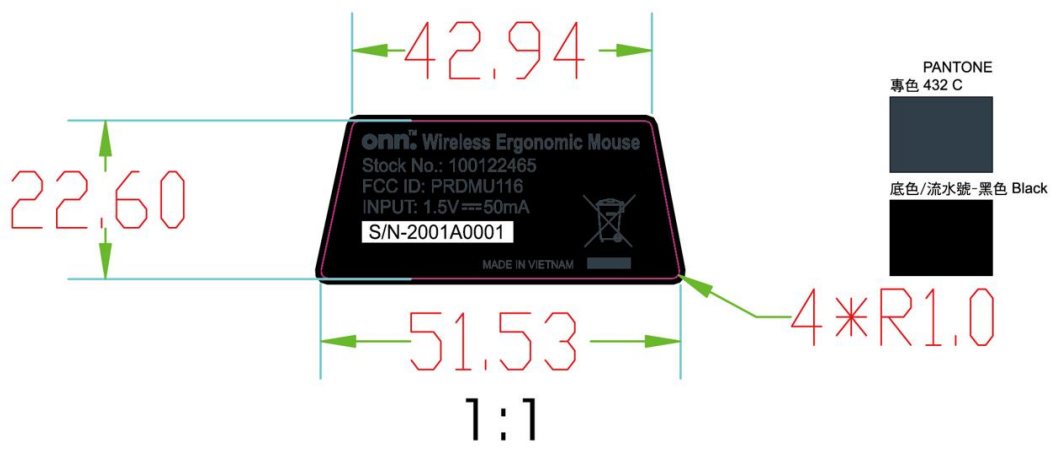 42.94
PANTONE
專色 432 C
onn.™ Wireless Ergonomic Mouse
Stock No.: 100122465
FCC ID: PRDMU116
INPUT: 1.5V⎓50mA
S/N-2001A0001
MADE IN VIETNAM
22.60
底色/流水號-黑色 Black
4*R1.0
51.53
1:1